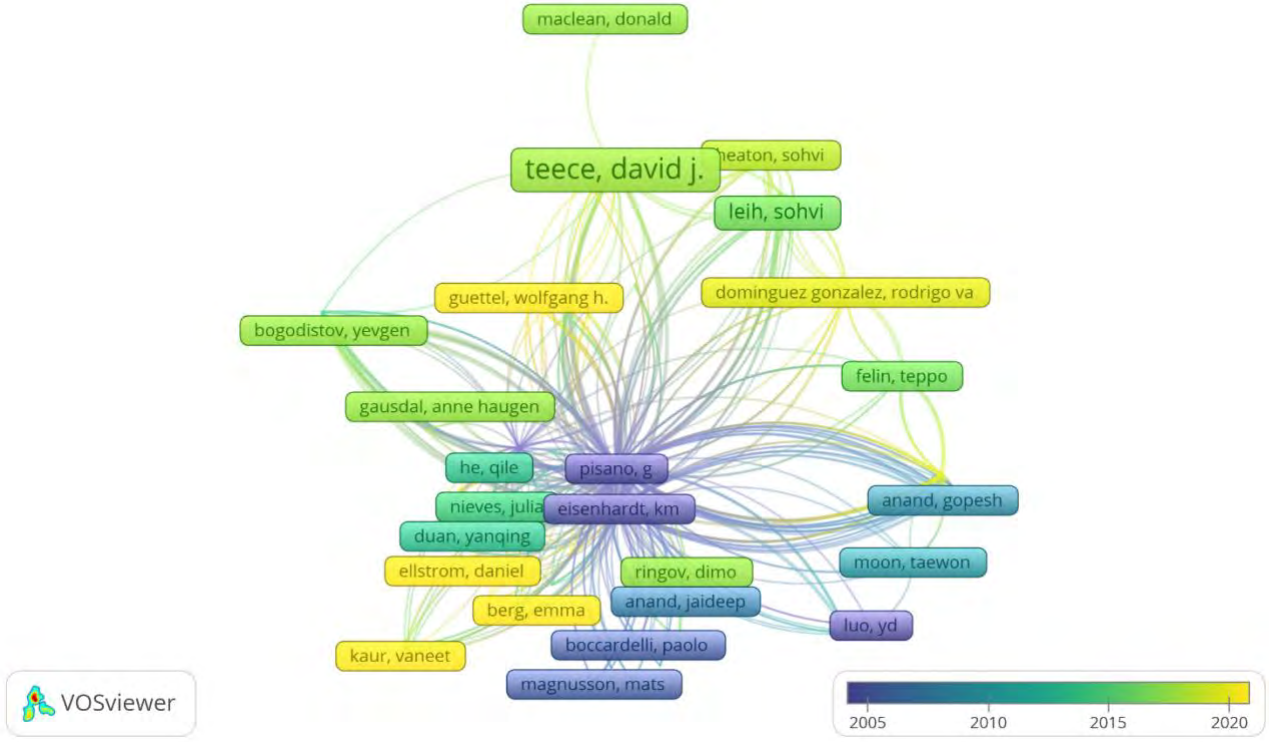 maclean, donald
teece, david j.
heaton, sohvi
leih, sohvi
guettel, wolfgang h.
dominguez gonzalez, rodrigo va
bogodistov, yevgen
felin, teppo
gausdal, anne haugen
he, qile
pisano, g
nieves, julia
eisenhardt, km
anand, gopesh
duan, yanqing
moon, taewon
ellstrom, daniel
ringov, dimo
berg, emma
anand, jaideep
luo, yd
boccardelli, paolo
kaur, vaneet
magnusson, mats
VOSviewer
2005 2010 2015 2020